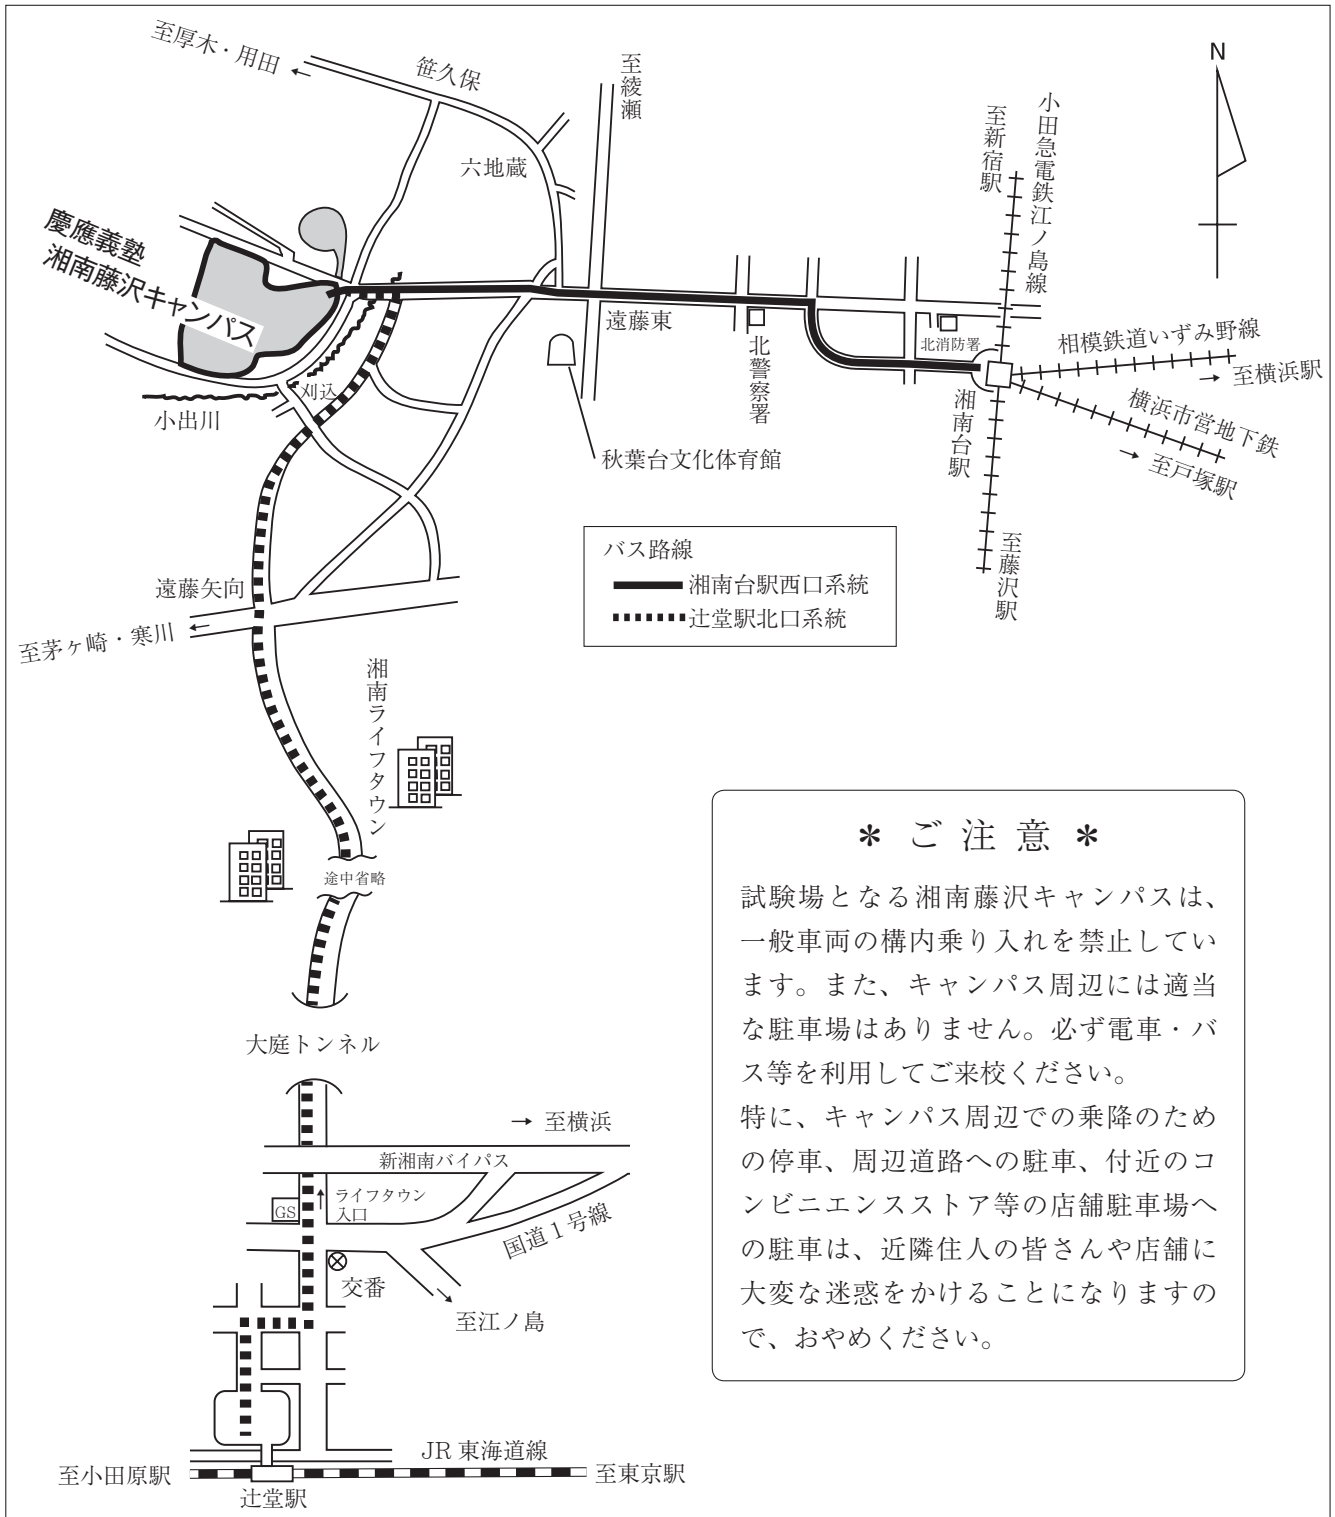 至厚木・用田
笹久保
至綾瀬
N
六地蔵
至新宿駅
小田急電鉄江ノ島線
慶應義塾
湘南藤沢キャンパス
遠藤東
北警察署
北消防署
相模鉄道いずみ野線
至横浜駅
刈込
小出川
湘南台駅
横浜市営地下鉄
至戸塚駅
秋葉台文化体育館
バス路線
湘南台駅西口系統
辻堂駅北口系統
至藤沢駅
遠藤矢向
至茅ヶ崎・寒川
湘南ライフタウン
途中省略
大庭トンネル
至横浜
新湘南バイパス
GS
ライフタウン
入口
国道1号線
交番
至江ノ島
JR 東海道線
至小田原駅
至東京駅
辻堂駅
＊ ご 注 意 ＊
試験場となる湘南藤沢キャンパスは、
一般車両の構内乗り入れを禁止してい
ます。また、キャンパス周辺には適当
な駐車場はありません。必ず電車・バ
ス等を利用してご来校ください。
特に、キャンパス周辺での乗降のため
の停車、周辺道路への駐車、付近のコ
ンビニエンスストア等の店舗駐車場へ
の駐車は、近隣住人の皆さんや店舗に
大変な迷惑をかけることになりますの
で、おやめください。